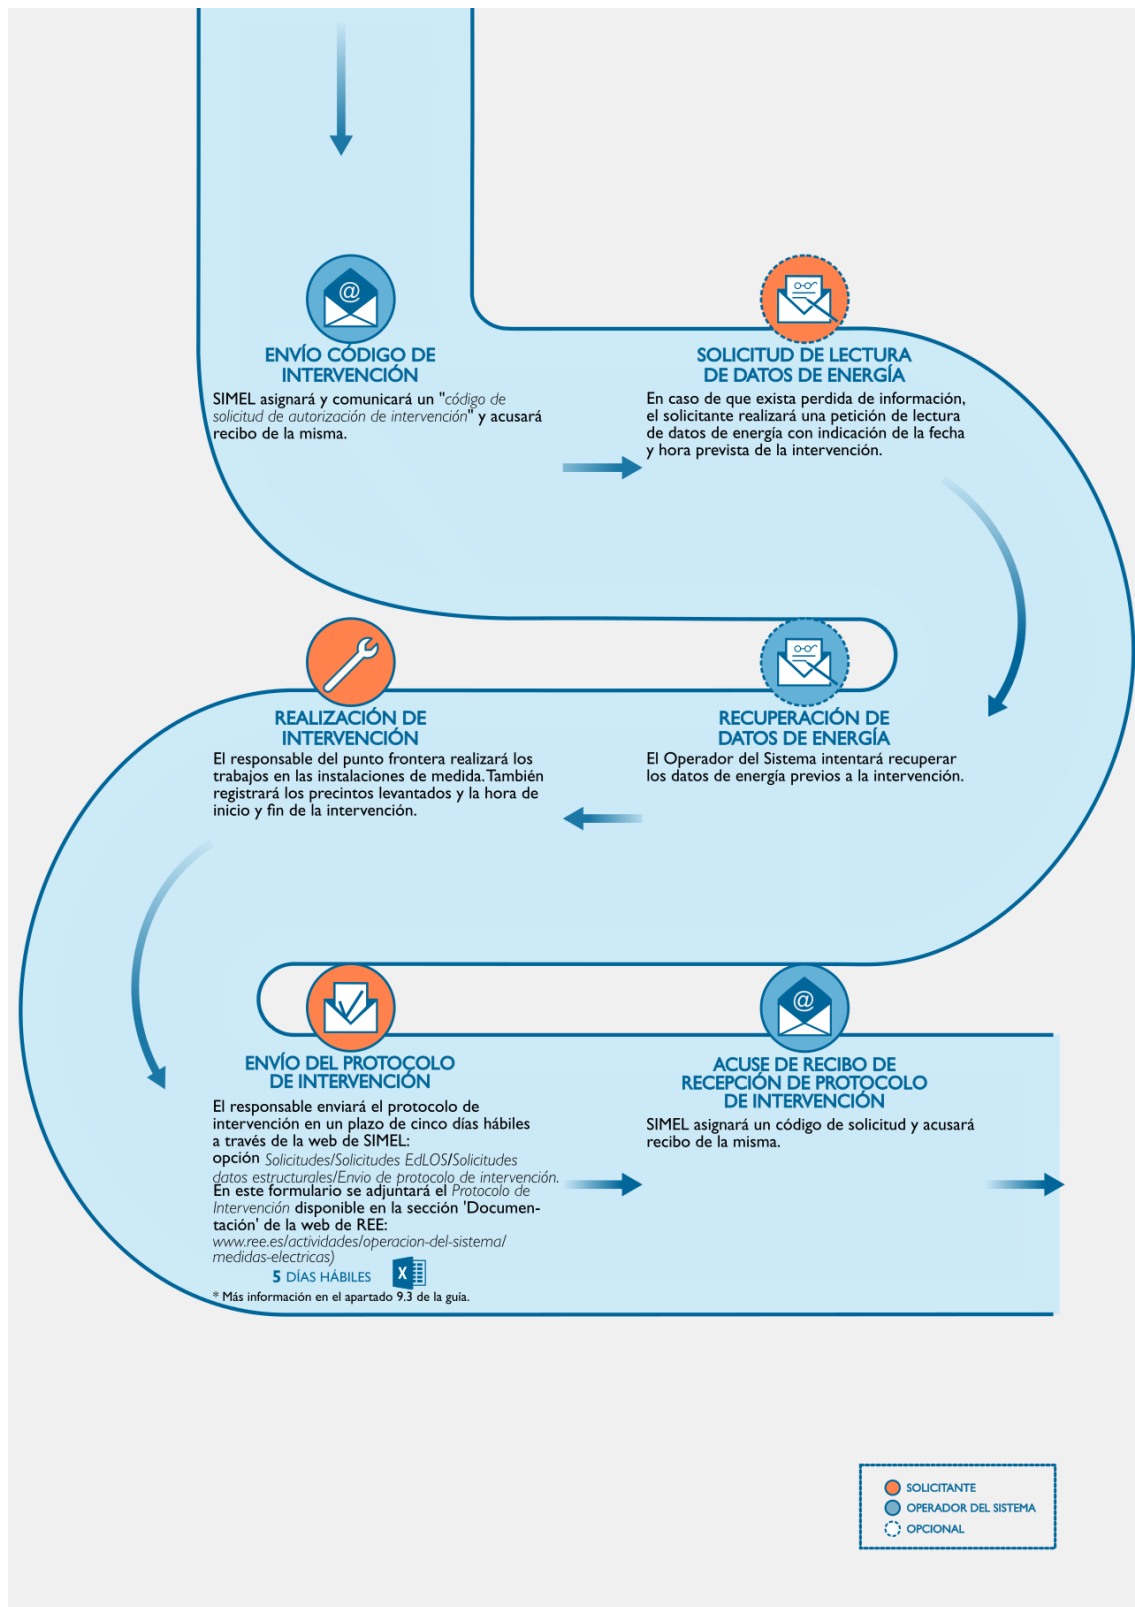 @
ENVÍO CÓDIGO DE
INTERVENCIÓN
SIMEL asignará y comunicará un "código de
solicitud de autorización de intervención" y acusará
recibo de la misma.
SOLICITUD DE LECTURA
DE DATOS DE ENERGÍA
En caso de que exista perdida de información,
el solicitante realizará una petición de lectura
de datos de energía con indicación de la fecha
y hora prevista de la intervención.
RECUPERACIÓN DE
DATOS DE ENERGÍA
El Operador del Sistema intentará recuperar
los datos de energía previos a la intervención.
REALIZACIÓN DE
INTERVENCIÓN
El responsable del punto frontera realizará los
trabajos en las instalaciones de medida. También
registrará los precintos levantados y la hora de
inicio y fin de la intervención.
ENVÍO DEL PROTOCOLO
DE INTERVENCIÓN
El responsable enviará el protocolo de
intervención en un plazo de cinco días hábiles
a través de la web de SIMEL:
opción Solicitudes/Solicitudes EdLOS/Solicitudes
datos estructurales/Envio de protocolo de intervención.
En este formulario se adjuntará el Protocolo de
Intervención disponible en la sección 'Documen-
tación' de la web de REE:
www.ree.es/actividades/operacion-del-sistema/
medidas-electricas)
5 DÍAS HÁBILES
X
* Más información en el apartado 9.3 de la guía.
@
ACUSE DE RECIBO DE
RECEPCIÓN DE PROTOCOLO
DE INTERVENCIÓN
SIMEL asignará un código de solicitud y acusará
recibo de la misma.
SOLICITANTE
OPERADOR DEL SISTEMA
OPCIONAL